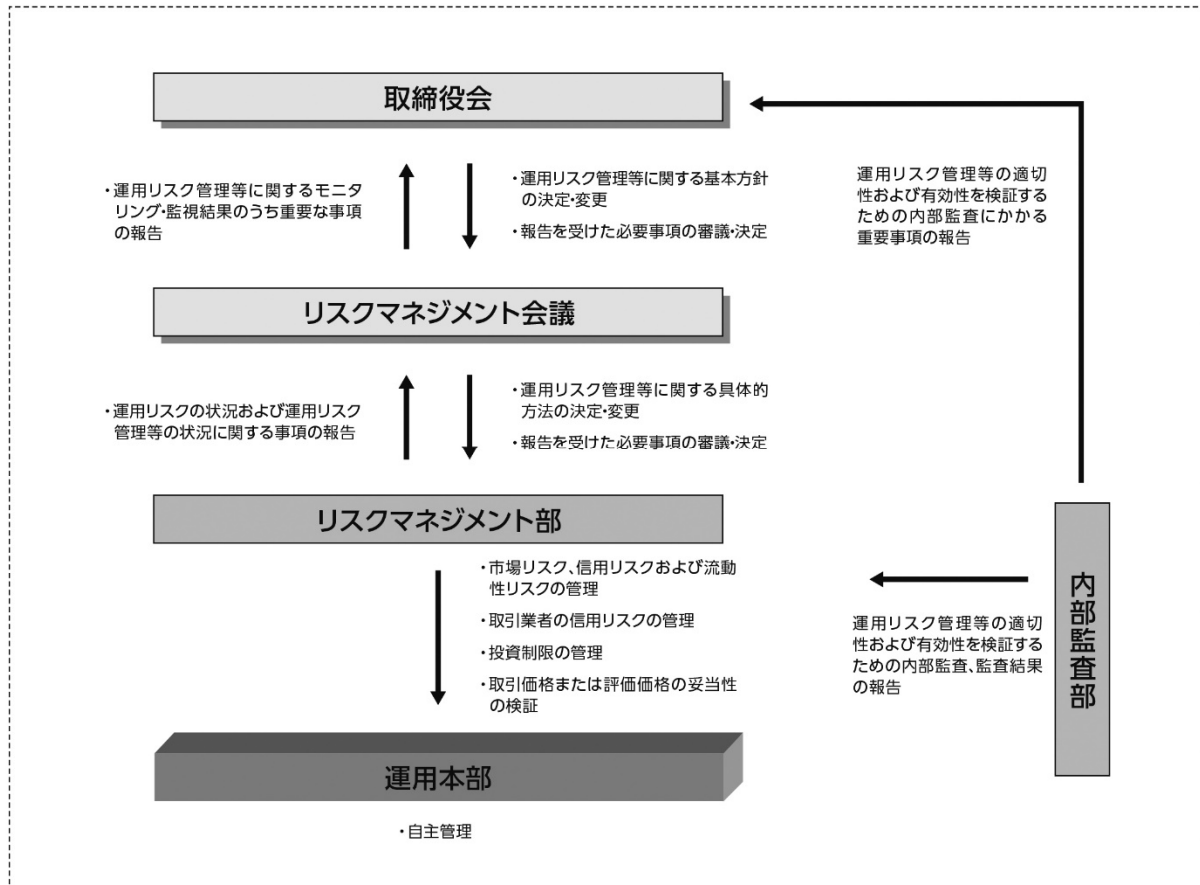 取締役会
・運用リスク管理等に関するモニタ
リング・監視結果のうち重要な事項
の報告
・運用リスク管理等に関する基本方針
の決定・変更
・報告を受けた必要事項の審議・決定
運用リスク管理等の適切
性および有効性を検証する
ための内部監査にかかる
重要事項の報告
リスクマネジメント会議
・運用リスクの状況および運用リスク
管理等の状況に関する事項の報告
・運用リスク管理等に関する具体的
方法の決定・変更
・報告を受けた必要事項の審議・決定
リスクマネジメント部
・市場リスク、信用リスクおよび流動
性リスクの管理
・取引業者の信用リスクの管理
・投資制限の管理
・取引価格または評価価格の妥当性
の検証
運用リスク管理等の適切
性および有効性を検証する
ための内部監査、監査結果
の報告
内部監査部
運用本部
・自主管理